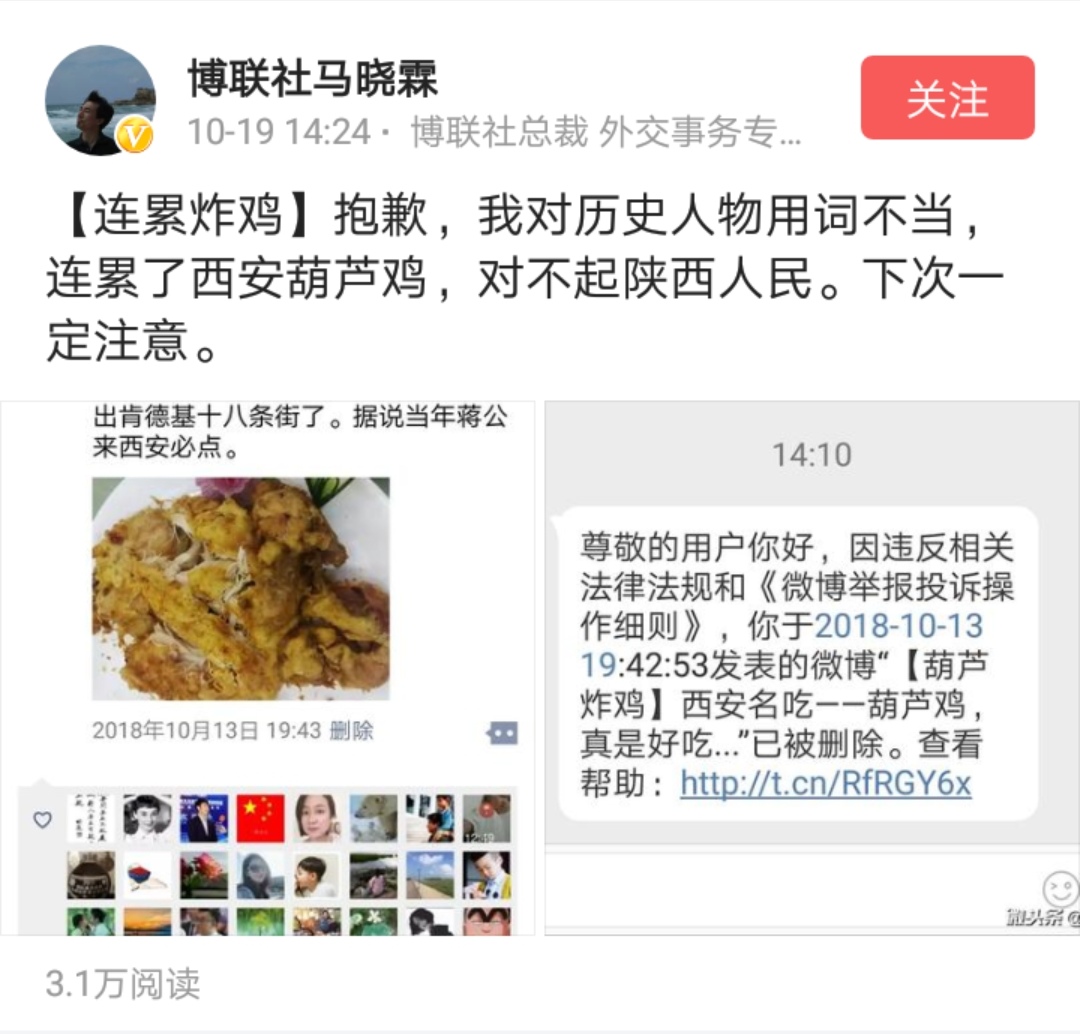 博联社马晓霖
关注
10-19 14:24 · 博联社总裁 外交事务专...
【连累炸鸡】抱歉，我对历史人物用词不当，
连累了西安葫芦鸡，对不起陕西人民。下次一
定注意。
出肯德基十八条街了。据说当年蒋公
来西安必点。
2018年10月13日 19:43 删除
12:49
14:10
尊敬的用户你好，因违反相关
法律法规和《微博举报投诉操
作细则》，你于2018-10-13
19:42:53发表的微博“【葫芦
炸鸡】西安名吃——葫芦鸡，
真是好吃...”已被删除。查看
帮助：http://t.cn/RfRGY6x
微头条@
3.1万阅读